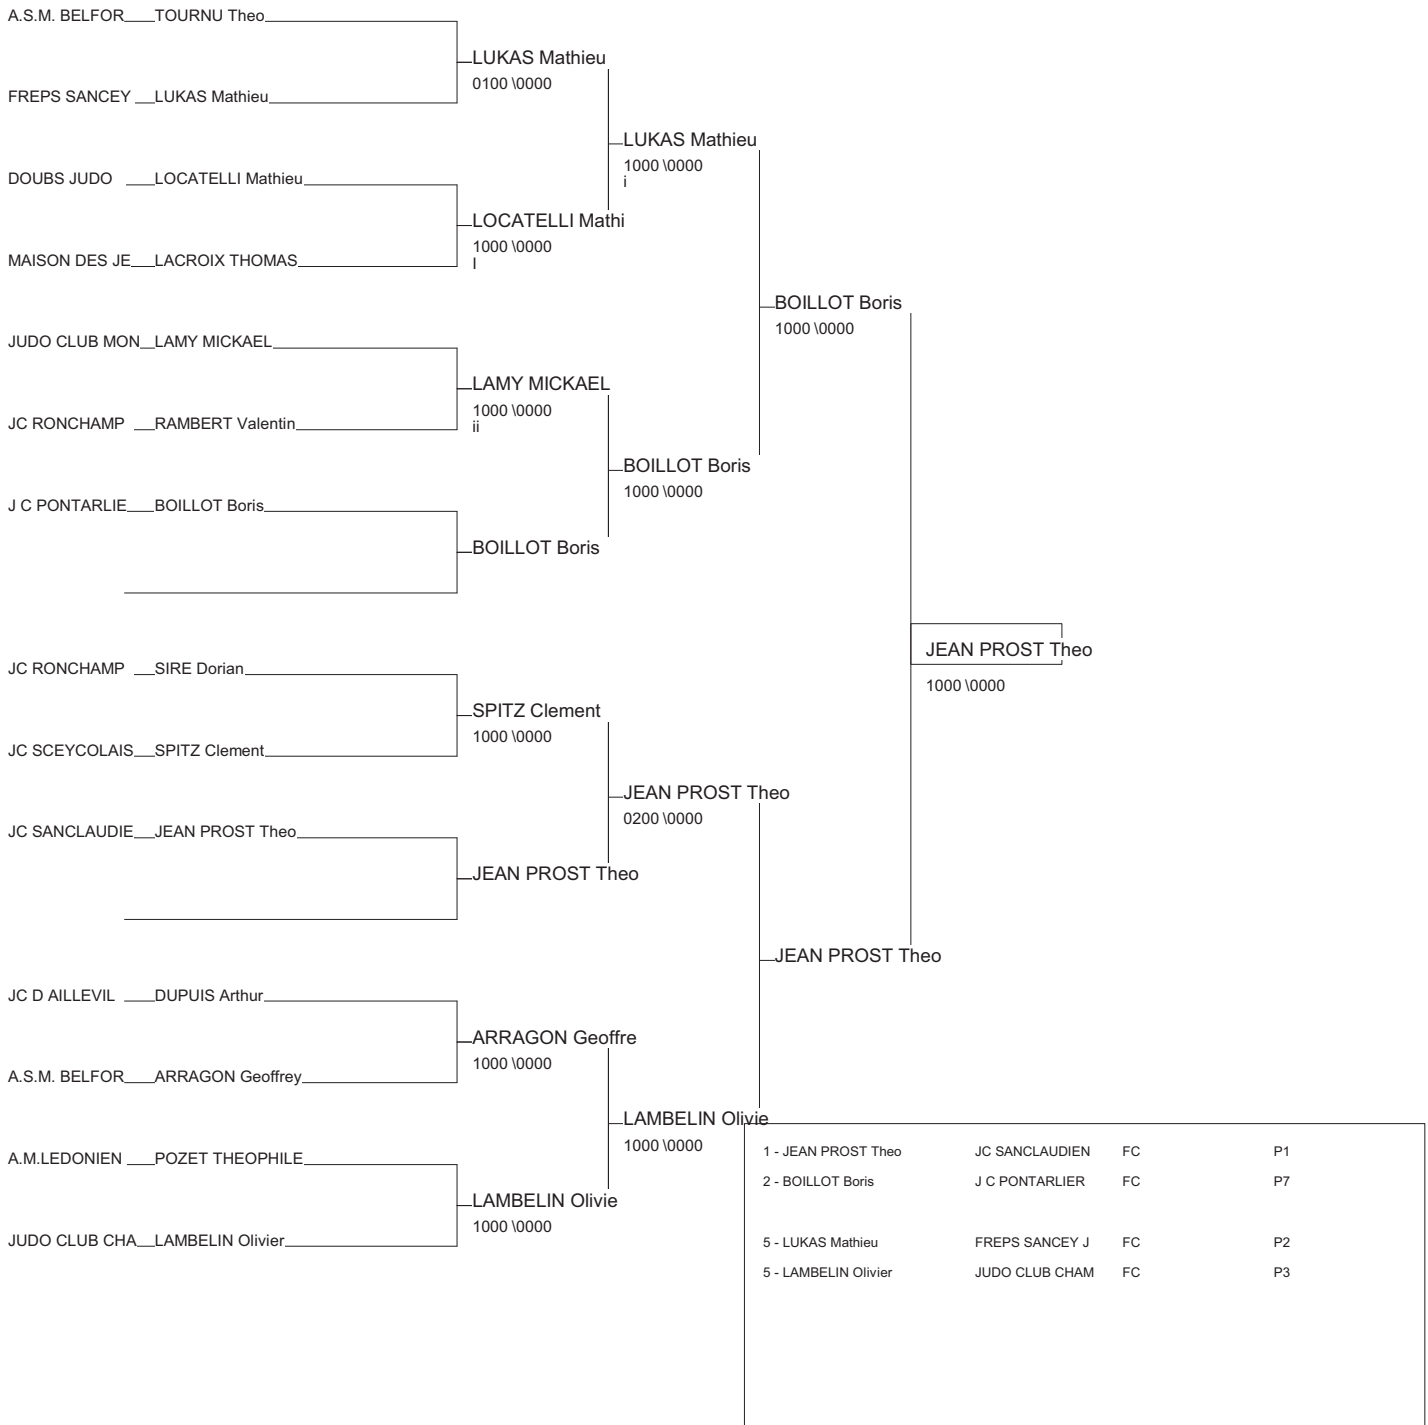 A.S.M. BELFOR TOURNU Theo
LUKAS Mathieu
0100 \0000
FREPS SANCEY LUKAS Mathieu
LUKAS Mathieu
1000 \0000
i
DOUBS JUDO LOCATELLI Mathieu
LOCATELLI Mathi
1000 \0000
I
MAISON DES JE LACROIX THOMAS
BOILLOT Boris
1000 \0000
JUDO CLUB MON LAMY MICKAEL
LAMY MICKAEL
1000 \0000
ii
JC RONCHAMP RAMBERT Valentin
BOILLOT Boris
1000 \0000
J C PONTARLIE BOILLOT Boris
BOILLOT Boris
JEAN PROST Theo
1000 \0000
JC RONCHAMP SIRE Dorian
SPITZ Clement
1000 \0000
JC SCEYCOLAIS SPITZ Clement
JEAN PROST Theo
0200 \0000
JC SANCLAUDIE JEAN PROST Theo
JEAN PROST Theo
JEAN PROST Theo
JC D AILLEVIL DUPUIS Arthur
ARRAGON Geoffre
1000 \0000
A.S.M. BELFOR ARRAGON Geoffrey
LAMBELIN Olivie
1000 \0000
A.M.LEDONIEN POZET THEOPHILE
LAMBELIN Olivie
1000 \0000
JUDO CLUB CHA LAMBELIN Olivier
1 - JEAN PROST Theo JC SANCLAUDIEN FC P1
2 - BOILLOT Boris J C PONTARLIER FC P7
5 - LUKAS Mathieu FREPS SANCEY J FC P2
5 - LAMBELIN Olivier JUDO CLUB CHAM FC P3